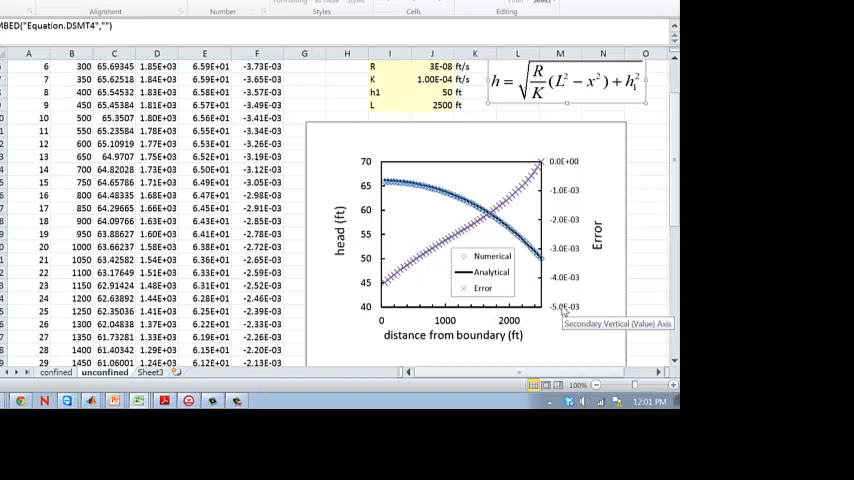 Formatting as Table Styles Select
Alignment Number Styles Cells Editing
MBED("Equation.DSMT4","")
A B C D E F G H I J K L M N O
6 300 65.69345 1.85E+03 6.59E+01 -3.73E-03 R 3E-08 ft/s
7 350 65.62518 1.84E+03 6.58E+01 -3.65E-03 K 1.00E-04 ft/s
8 400 65.54532 1.83E+03 6.58E+01 -3.57E-03 h1 50 ft
9 450 65.45384 1.81E+03 6.57E+01 -3.49E-03 L 2500 ft
h = √(R/K (L² − x²) + h₁²)
10 500 65.3507 1.80E+03 6.56E+01 -3.41E-03
11 550 65.23584 1.78E+03 6.55E+01 -3.34E-03
12 600 65.10919 1.77E+03 6.53E+01 -3.26E-03
13 650 64.9707 1.75E+03 6.52E+01 -3.19E-03
14 700 64.82028 1.73E+03 6.50E+01 -3.12E-03
15 750 64.65786 1.71E+03 6.49E+01 -3.05E-03
16 800 64.48335 1.68E+03 6.47E+01 -2.98E-03
17 850 64.29665 1.66E+03 6.45E+01 -2.91E-03
18 900 64.09766 1.63E+03 6.43E+01 -2.85E-03
19 950 63.88627 1.60E+03 6.41E+01 -2.78E-03
20 1000 63.66237 1.58E+03 6.38E+01 -2.72E-03
21 1050 63.42582 1.54E+03 6.36E+01 -2.65E-03
22 1100 63.17649 1.51E+03 6.33E+01 -2.59E-03
23 1150 62.91424 1.48E+03 6.31E+01 -2.52E-03
24 1200 62.63892 1.44E+03 6.28E+01 -2.46E-03
25 1250 62.35036 1.41E+03 6.25E+01 -2.39E-03
26 1300 62.04838 1.37E+03 6.22E+01 -2.33E-03
27 1350 61.73281 1.33E+03 6.19E+01 -2.26E-03
28 1400 61.40342 1.29E+03 6.15E+01 -2.20E-03
29 1450 61.06001 1.24E+03 6.12E+01 -2.13E-03
70
65
60
55
50
45
40
head (ft)
0.0E+00
-1.0E-03
-2.0E-03
-3.0E-03
-4.0E-03
-5.0E-03
Error
Numerical
Analytical
Error
0 1000 2000
distance from boundary (ft)
Secondary Vertical (Value) Axis
confined unconfined Sheet3
100%
12:01 PM